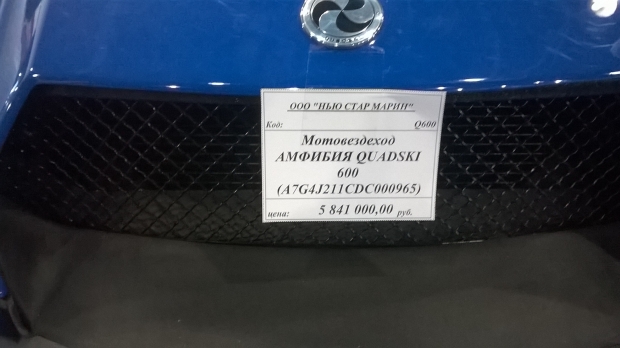 ООО "НЬЮ СТАР МАРИН"
Код: Q600
Мотовездеход
АМФИБИЯ QUADSKI
600
(A7G4J211CDC000965)
цена: 5 841 000,00 руб.